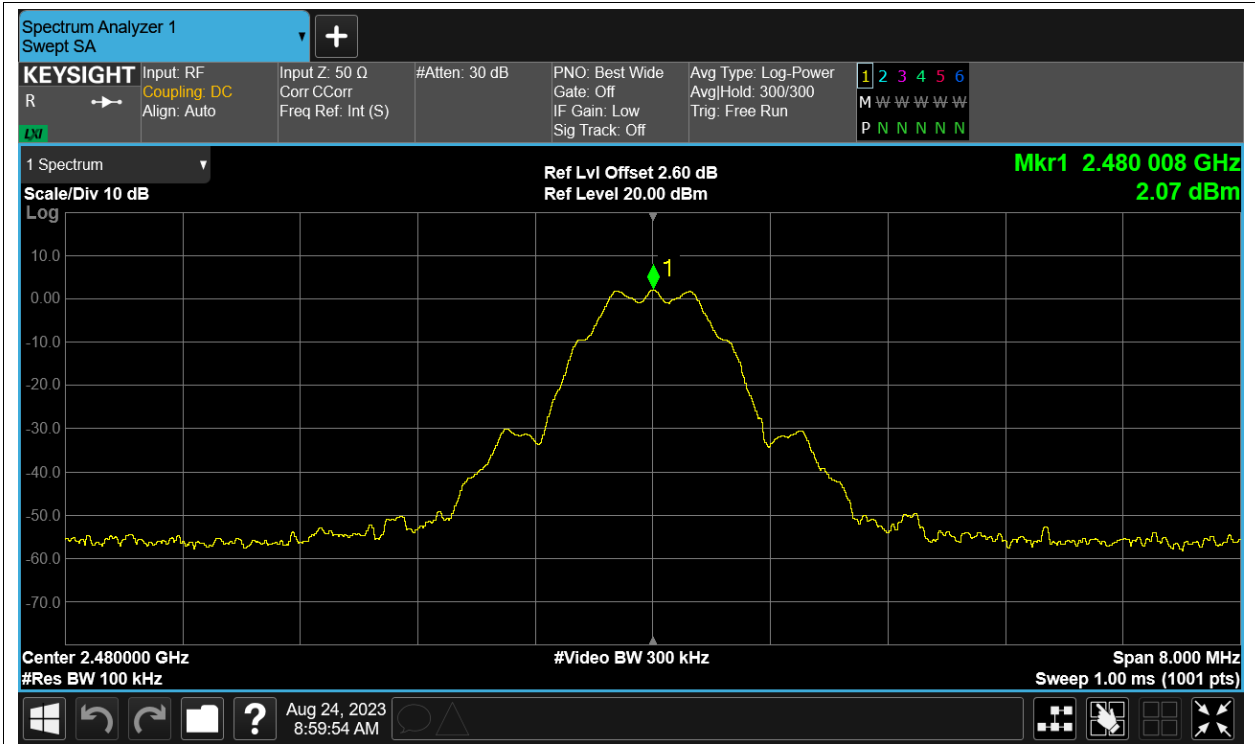 Spectrum Analyzer 1
Swept SA
KEYSIGHT
R
LXI
Input: RF
Coupling: DC
Align: Auto
Input Z: 50 Ω
Corr CCorr
Freq Ref: Int (S)
#Atten: 30 dB
PNO: Best Wide
Gate: Off
IF Gain: Low
Sig Track: Off
Avg Type: Log-Power
Avg|Hold: 300/300
Trig: Free Run
1 2 3 4 5 6
M W W W W W
P N N N N N
1 Spectrum
Scale/Div 10 dB
Log
Ref Lvl Offset 2.60 dB
Ref Level 20.00 dBm
Mkr1 2.480 008 GHz
2.07 dBm
1
10.0
0.00
-10.0
-20.0
-30.0
-40.0
-50.0
-60.0
-70.0
Center 2.480000 GHz
#Res BW 100 kHz
#Video BW 300 kHz
Span 8.000 MHz
Sweep 1.00 ms (1001 pts)
?
Aug 24, 2023
8:59:54 AM